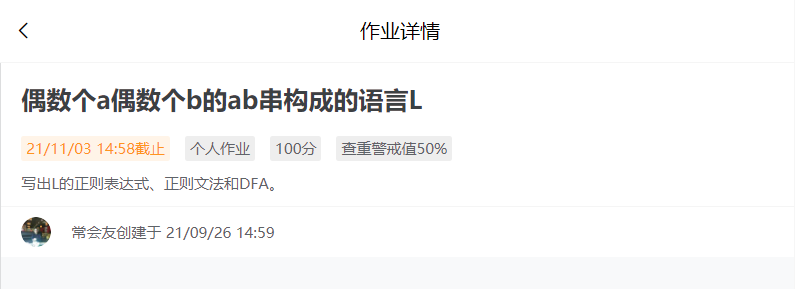 作业详情
偶数个a偶数个b的ab串构成的语言L
21/11/03 14:58截止 个人作业 100分 查重警戒值50%
写出L的正则表达式、正则文法和DFA。
常会友创建于 21/09/26 14:59